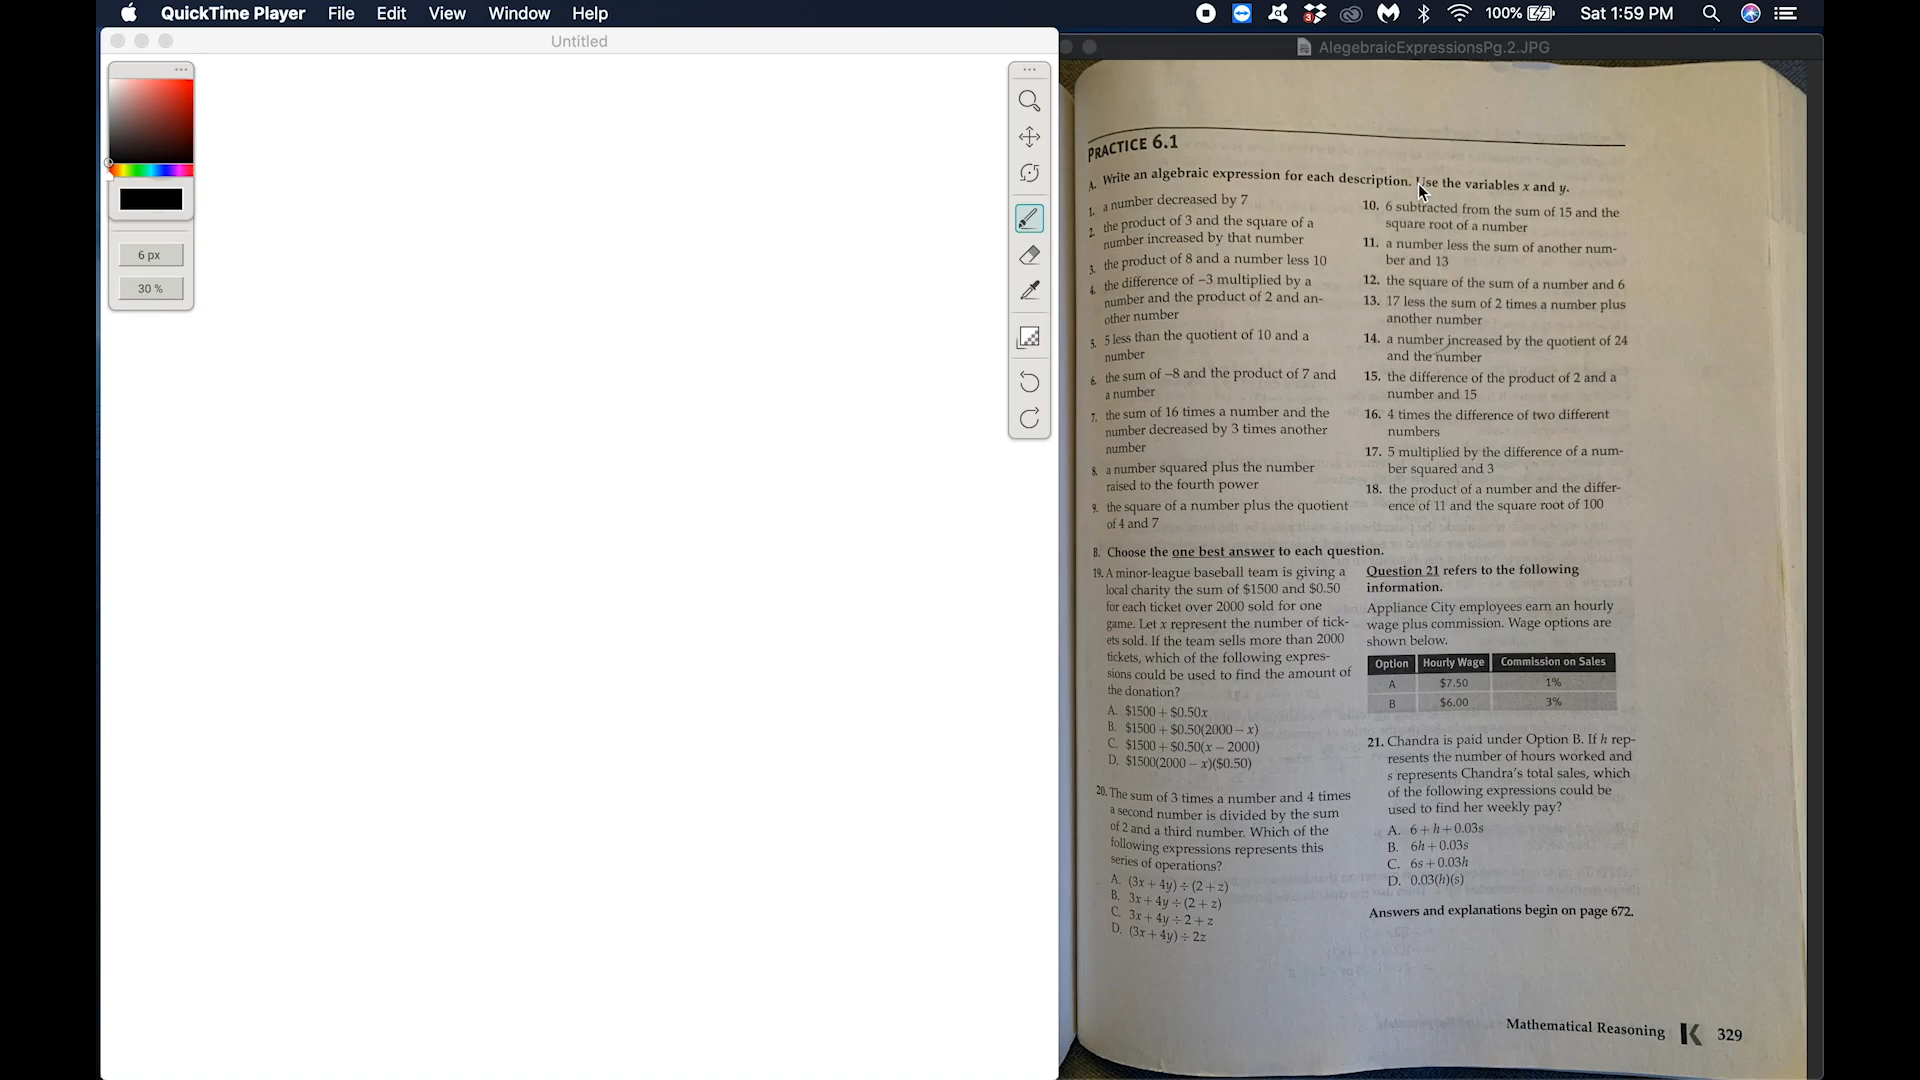 QuickTime Player File Edit View Window Help
3
100%
Sat 1:59 PM
Untitled
6 px
30 %
AlegebraicExpressionsPg.2.JPG
PRACTICE 6.1
A. Write an algebraic expression for each description. Use the variables x and y.
1. a number decreased by 7
2. the product of 3 and the square of a
number increased by that number
3. the product of 8 and a number less 10
4. the difference of –3 multiplied by a
number and the product of 2 and an-
other number
5. 5 less than the quotient of 10 and a
number
6. the sum of –8 and the product of 7 and
a number
7. the sum of 16 times a number and the
number decreased by 3 times another
number
8. a number squared plus the number
raised to the fourth power
9. the square of a number plus the quotient
of 4 and 7
10. 6 subtracted from the sum of 15 and the
square root of a number
11. a number less the sum of another num-
ber and 13
12. the square of the sum of a number and 6
13. 17 less the sum of 2 times a number plus
another number
14. a number increased by the quotient of 24
and the number
15. the difference of the product of 2 and a
number and 15
16. 4 times the difference of two different
numbers
17. 5 multiplied by the difference of a num-
ber squared and 3
18. the product of a number and the differ-
ence of 11 and the square root of 100
B. Choose the one best answer to each question.
19. A minor-league baseball team is giving a
local charity the sum of $1500 and $0.50
for each ticket over 2000 sold for one
game. Let x represent the number of tick-
ets sold. If the team sells more than 2000
tickets, which of the following expres-
sions could be used to find the amount of
the donation?
A. $1500 + $0.50x
B. $1500 + $0.50(2000 – x)
C. $1500 + $0.50(x – 2000)
D. $1500(2000 – x)($0.50)
20. The sum of 3 times a number and 4 times
a second number is divided by the sum
of 2 and a third number. Which of the
following expressions represents this
series of operations?
A. (3x + 4y) ÷ (2 + z)
B. 3x + 4y ÷ (2 + z)
C. 3x + 4y ÷ 2 + z
D. (3x + 4y) ÷ 2z
Question 21 refers to the following
information.
Appliance City employees earn an hourly
wage plus commission. Wage options are
shown below.
Option Hourly Wage Commission on Sales
A $7.50 1%
B $6.00 3%
21. Chandra is paid under Option B. If h rep-
resents the number of hours worked and
s represents Chandra's total sales, which
of the following expressions could be
used to find her weekly pay?
A. 6 + h + 0.03s
B. 6h + 0.03s
C. 6s + 0.03h
D. 0.03(h)(s)
Answers and explanations begin on page 672.
Mathematical Reasoning K 329